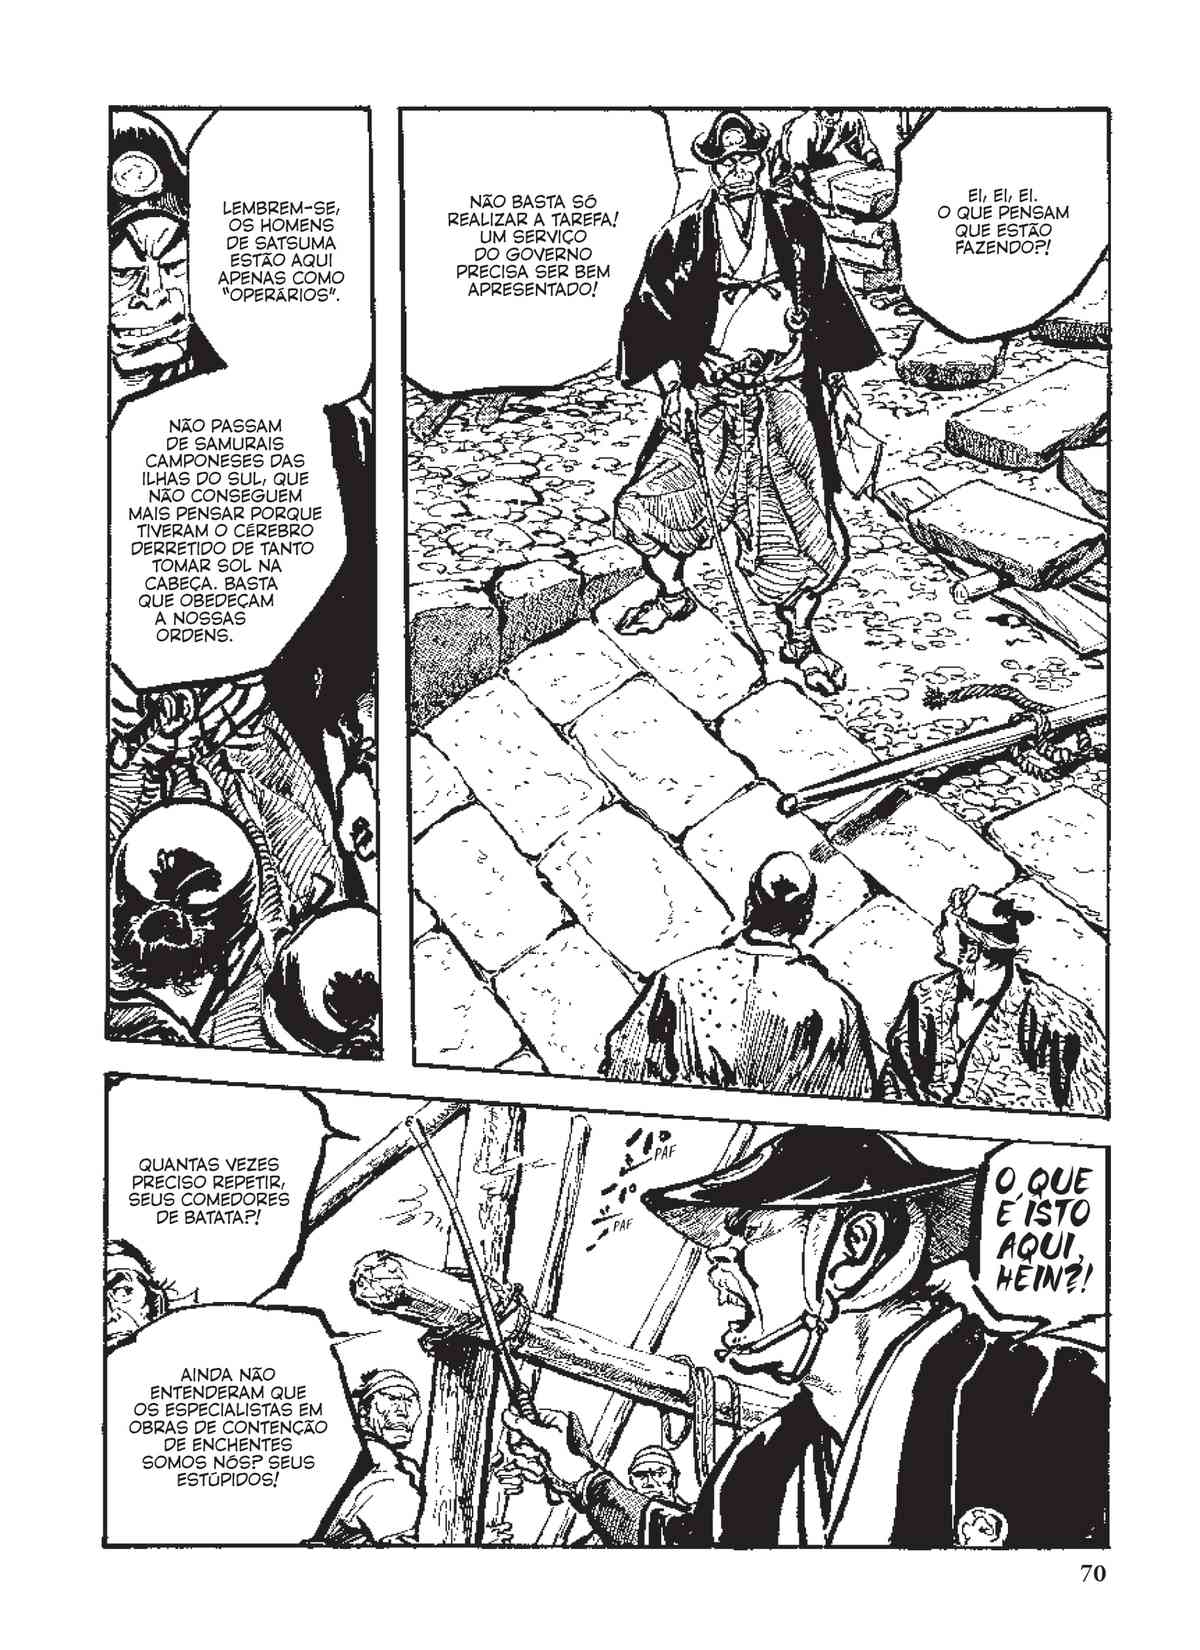 EI, EI, EI.
O QUE PENSAM
QUE ESTÃO
FAZENDO?!
NÃO BASTA SÓ
REALIZAR A TAREFA!
UM SERVIÇO
DO GOVERNO
PRECISA SER BEM
APRESENTADO!
LEMBREM-SE,
OS HOMENS
DE SATSUMA
ESTÃO AQUI
APENAS COMO
"OPERÁRIOS".
NÃO PASSAM
DE SAMURAIS
CAMPONESES DAS
ILHAS DO SUL, QUE
NÃO CONSEGUEM
MAIS PENSAR PORQUE
TIVERAM O CÉREBRO
DERRETIDO DE TANTO
TOMAR SOL NA
CABEÇA. BASTA
QUE OBEDEÇAM
A NOSSAS
ORDENS.
O QUE
É ISTO
AQUI,
HEIN?!
PAF
PAF
QUANTAS VEZES
PRECISO REPETIR,
SEUS COMEDORES
DE BATATA?!
AINDA NÃO
ENTENDERAM QUE
OS ESPECIALISTAS EM
OBRAS DE CONTENÇÃO
DE ENCHENTES
SOMOS NÓS? SEUS
ESTÚPIDOS!
70